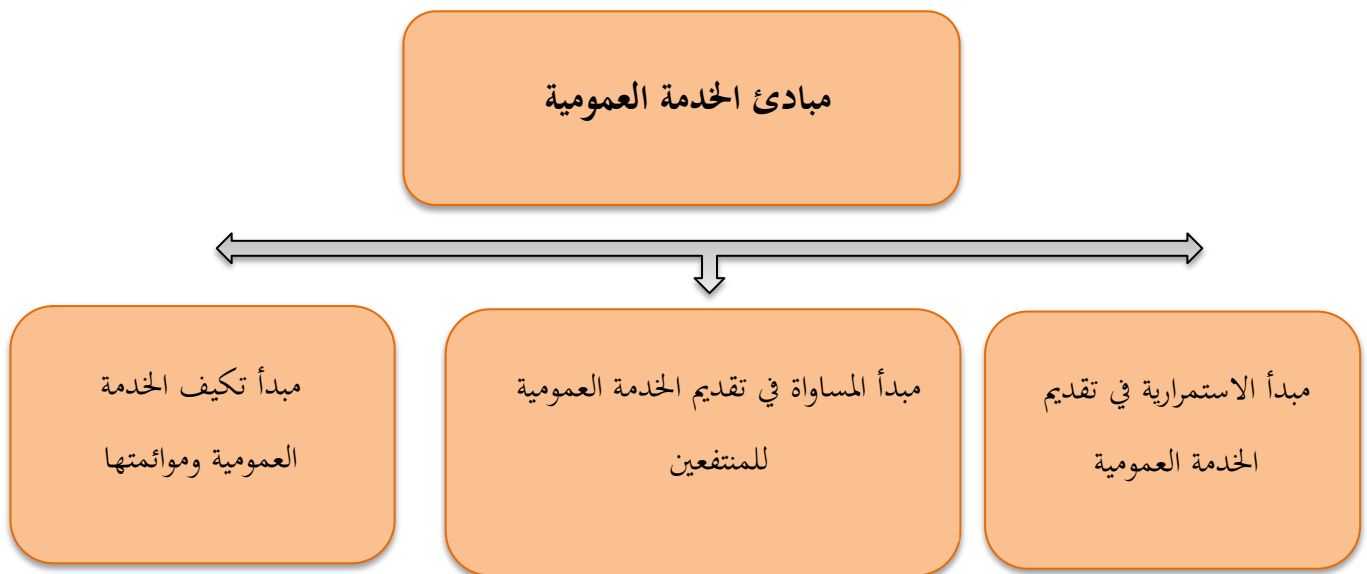 مبادئ الخدمة العمومية
مبدأ الاستمرارية في تقديم
الخدمة العمومية
مبدأ المساواة في تقديم الخدمة العمومية
للمنتفعين
مبدأ تكيف الخدمة
العمومية وموائمتها